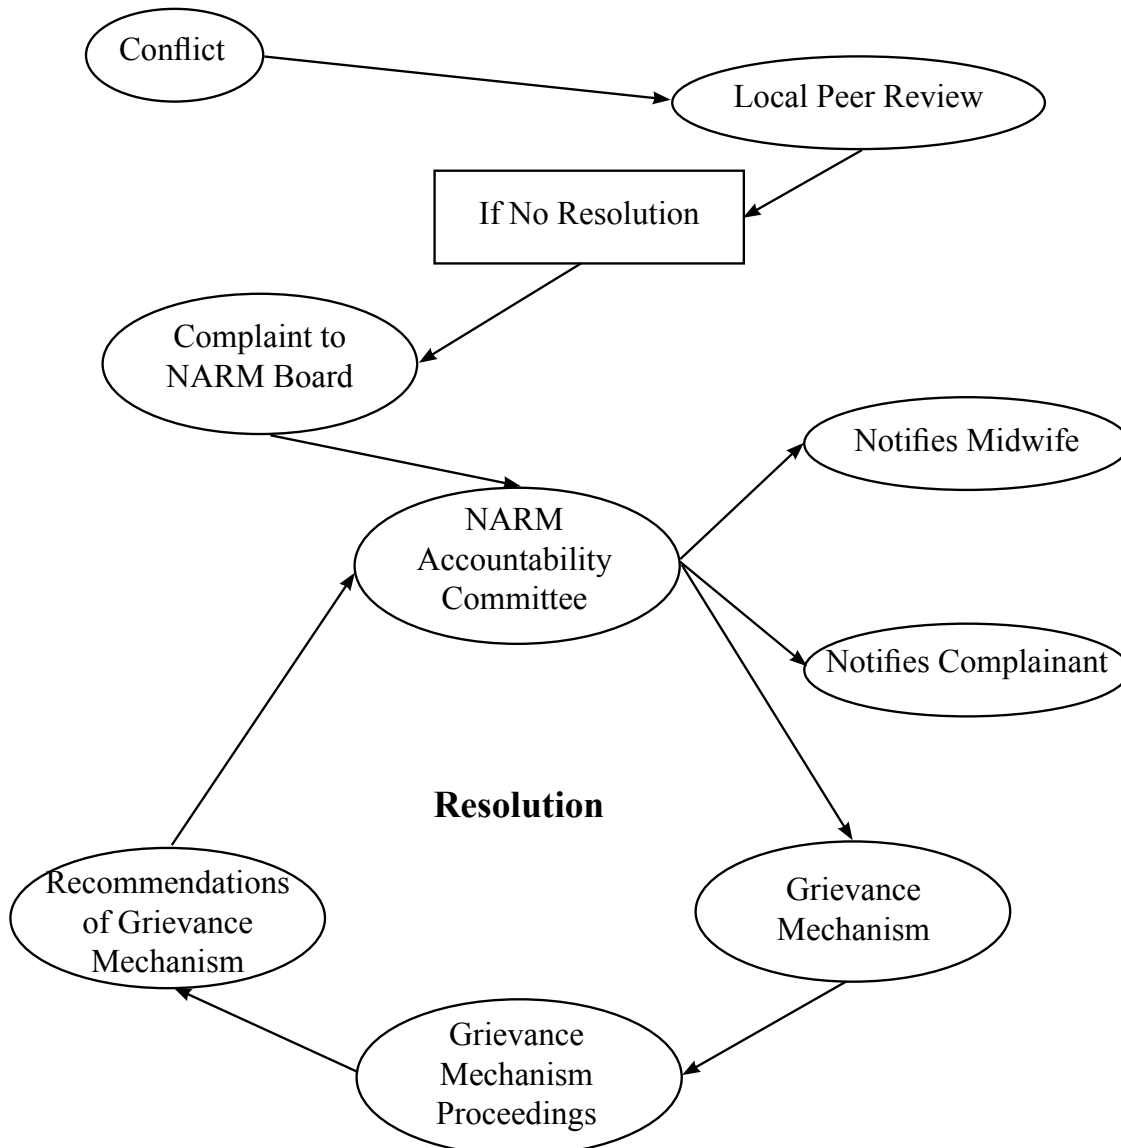 Conflict
Local Peer Review
If No Resolution
Complaint to
NARM Board
Notifies Midwife
NARM
Accountability
Committee
Notifies Complainant
Resolution
Recommendations
of Grievance
Mechanism
Grievance
Mechanism
Grievance
Mechanism
Proceedings